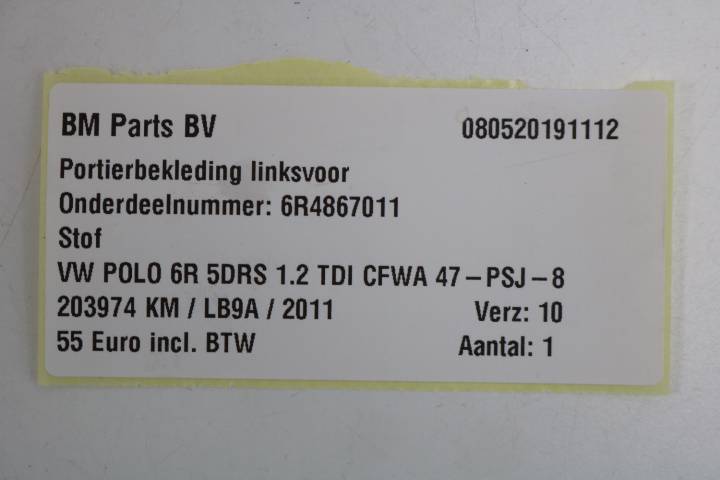 BM Parts BV 080520191112
Portierbekleding linksvoor
Onderdeelnummer: 6R4867011
Stof
VW POLO 6R 5DRS 1.2 TDI CFWA 47-PSJ-8
203974 KM / LB9A / 2011 Verz: 10
55 Euro incl. BTW Aantal: 1